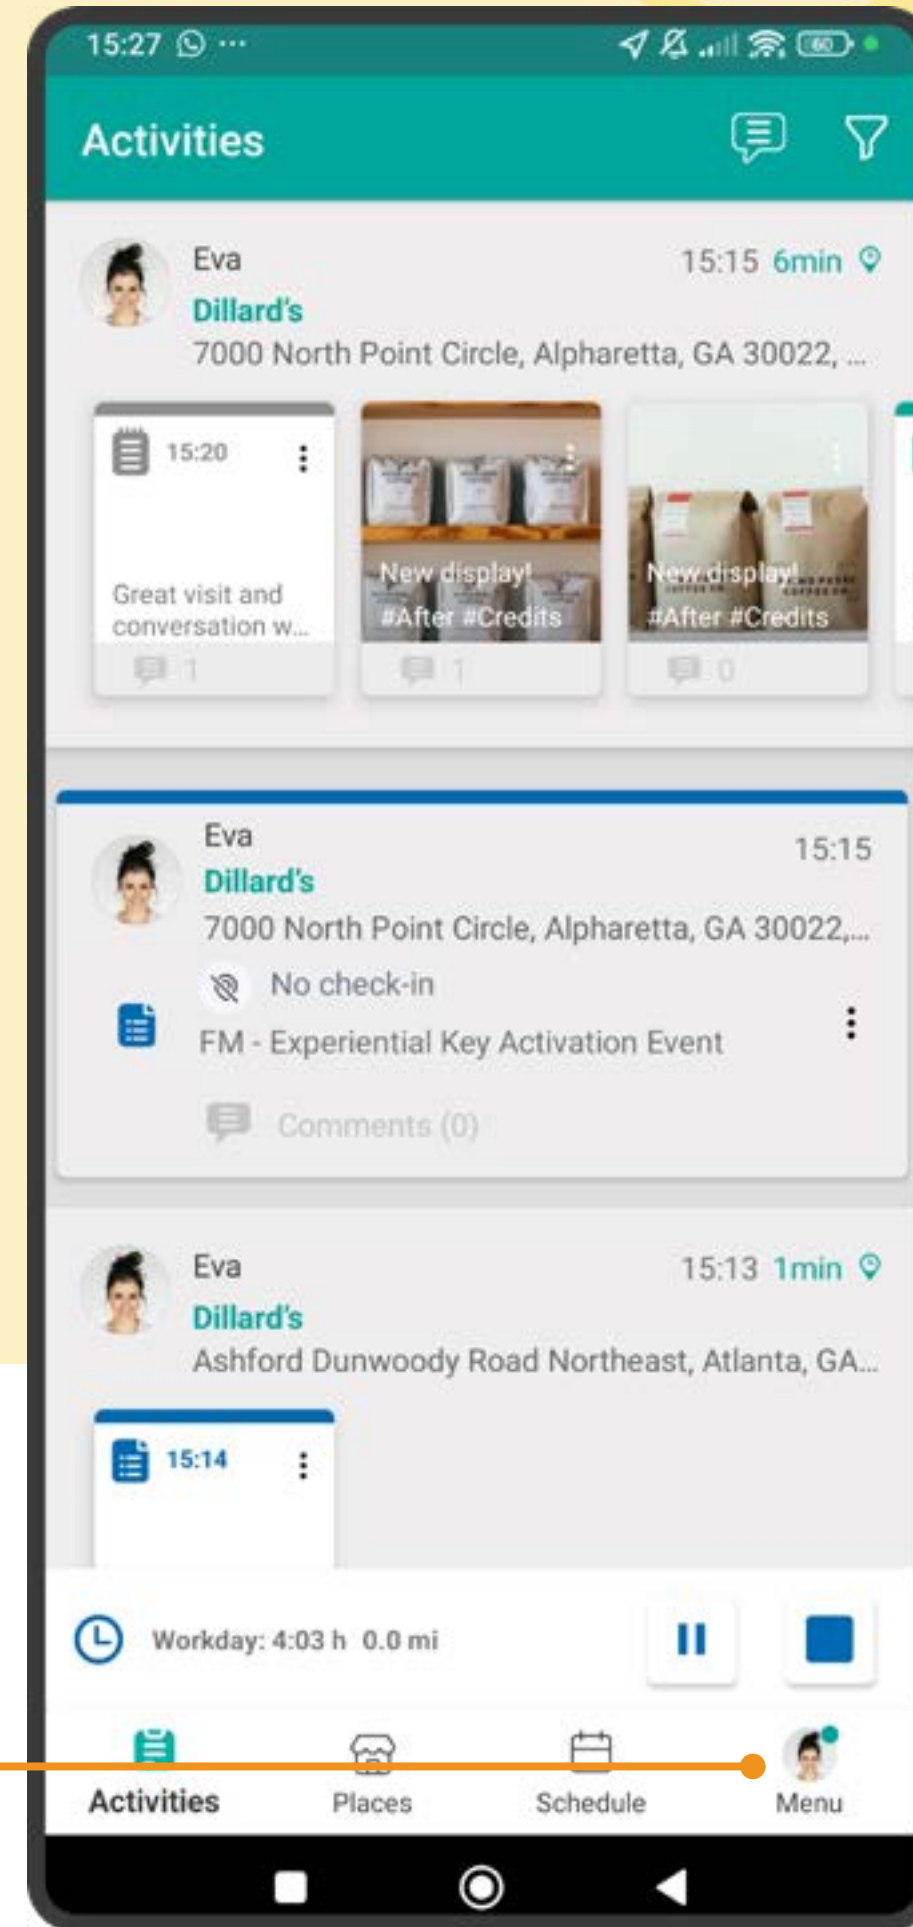 15:27 ...
60
Activities
Eva
15:15 6min
Dillard's
7000 North Point Circle, Alpharetta, GA 30022, ...
15:20
Great visit and
conversation w...
1
New display!
#After #Credits
1
New display!
#After #Credits
COFFEE CO.
0
Eva
15:15
Dillard's
7000 North Point Circle, Alpharetta, GA 30022,...
No check-in
FM - Experiential Key Activation Event
Comments (0)
Eva
15:13 1min
Dillard's
Ashford Dunwoody Road Northeast, Atlanta, GA...
15:14
Workday: 4:03 h 0.0 mi
Activities
Places
Schedule
Menu